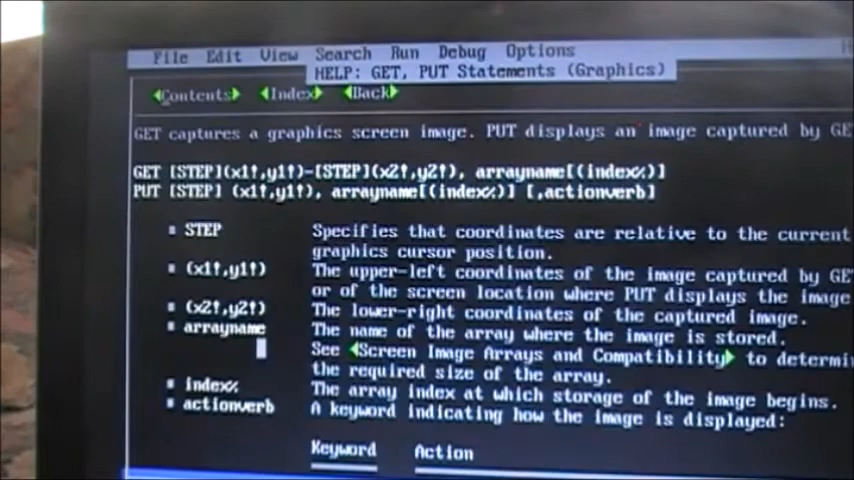 File Edit View Search Run Debug Options
HELP: GET, PUT Statements (Graphics)
◄Contents► ◄Index► ◄Back►
GET captures a graphics screen image. PUT displays an image captured by GE
GET [STEP](x1!,y1!)-[STEP](x2!,y2!), arrayname[(index%)]
PUT [STEP] (x1!,y1!), arrayname[(index%)] [,actionverb]
▪ STEP Specifies that coordinates are relative to the current
graphics cursor position.
▪ (x1!,y1!) The upper-left coordinates of the image captured by GE
or of the screen location where PUT displays the image
▪ (x2!,y2!) The lower-right coordinates of the captured image.
▪ arrayname The name of the array where the image is stored.
See ◄Screen Image Arrays and Compatibility► to determi
the required size of the array.
▪ index% The array index at which storage of the image begins.
▪ actionverb A keyword indicating how the image is displayed:
Keyword Action